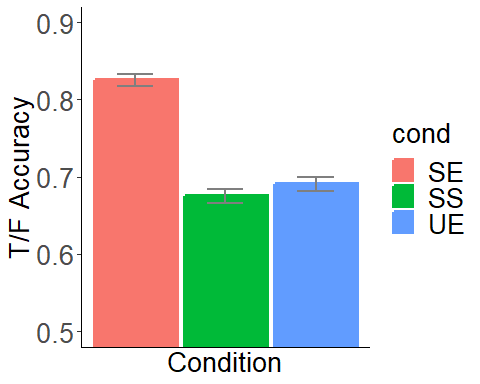 T/F Accuracy
0.9
0.8
0.7
0.6
0.5
Condition
cond
SE
SS
UE